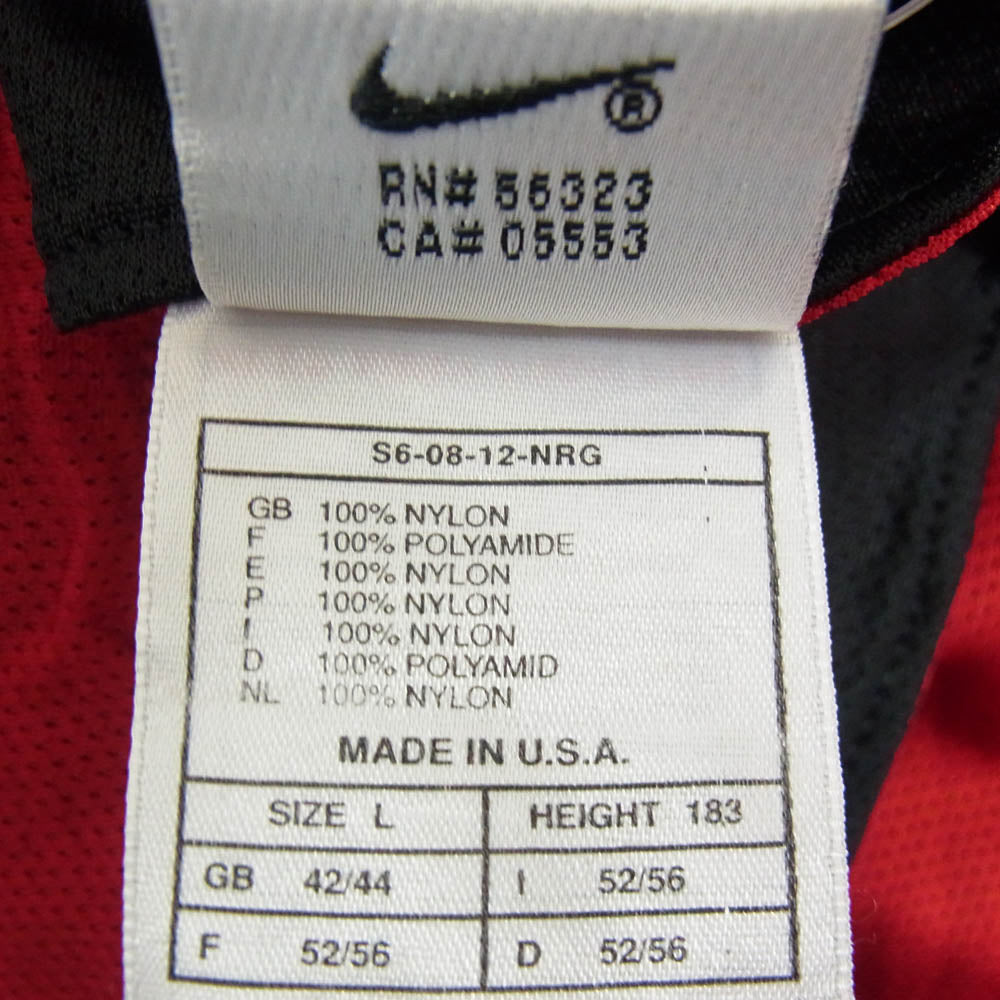 ®
RN# 56323
CA# 05553
S6-08-12-NRG
GB 100% NYLON
F 100% POLYAMIDE
E 100% NYLON
P 100% NYLON
I 100% NYLON
D 100% POLYAMID
NL 100% NYLON
MADE IN U.S.A.
SIZE L HEIGHT 183
GB 42/44 I 52/56
F 52/56 D 52/56